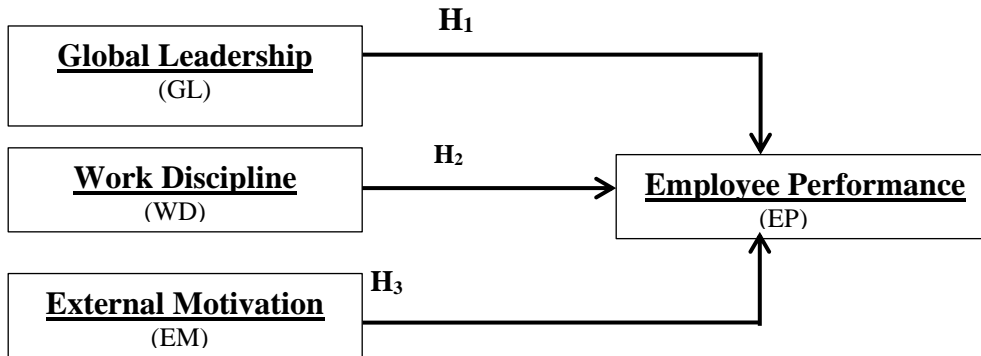 H₁
Global Leadership
(GL)
H₂
Work Discipline
(WD)
Employee Performance
(EP)
H₃
External Motivation
(EM)